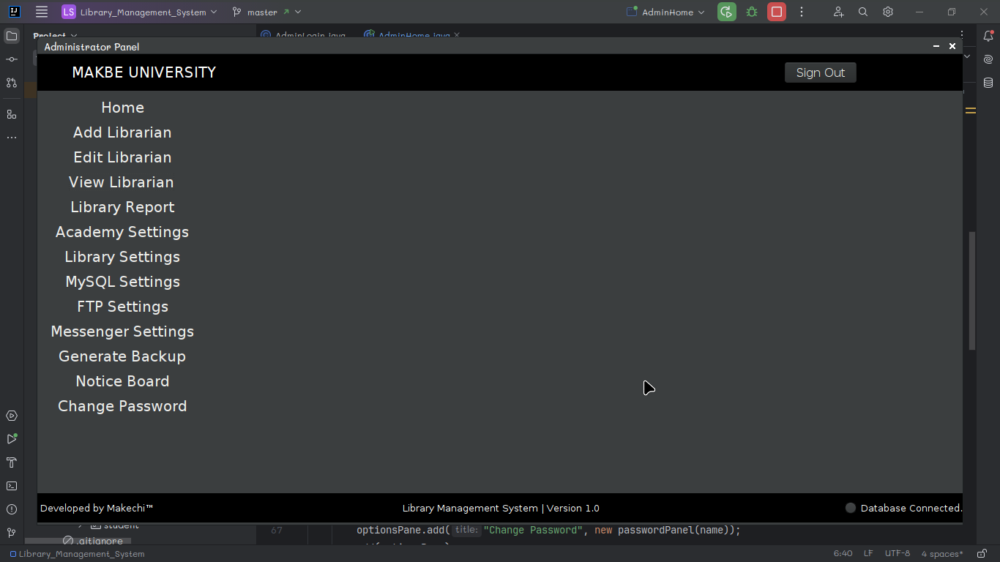 LS Library_Management_System master AdminHome
Project AdminLogin.java AdminHome.java
Administrator Panel
MAKBE UNIVERSITY Sign Out
Home
Add Librarian
Edit Librarian
View Librarian
Library Report
Academy Settings
Library Settings
MySQL Settings
FTP Settings
Messenger Settings
Generate Backup
Notice Board
Change Password
Developed by Makechi™ Library Management System | Version 1.0 Database Connected.
student 67 optionsPane.add( title: "Change Password", new passwordPanel(name));
.gitignore
Library_Management_System 6:40 LF UTF-8 4 spaces*